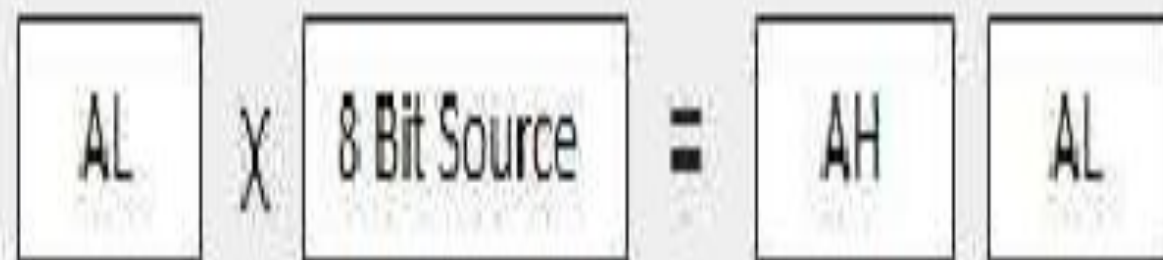 AL X 8 Bit Source = AH AL